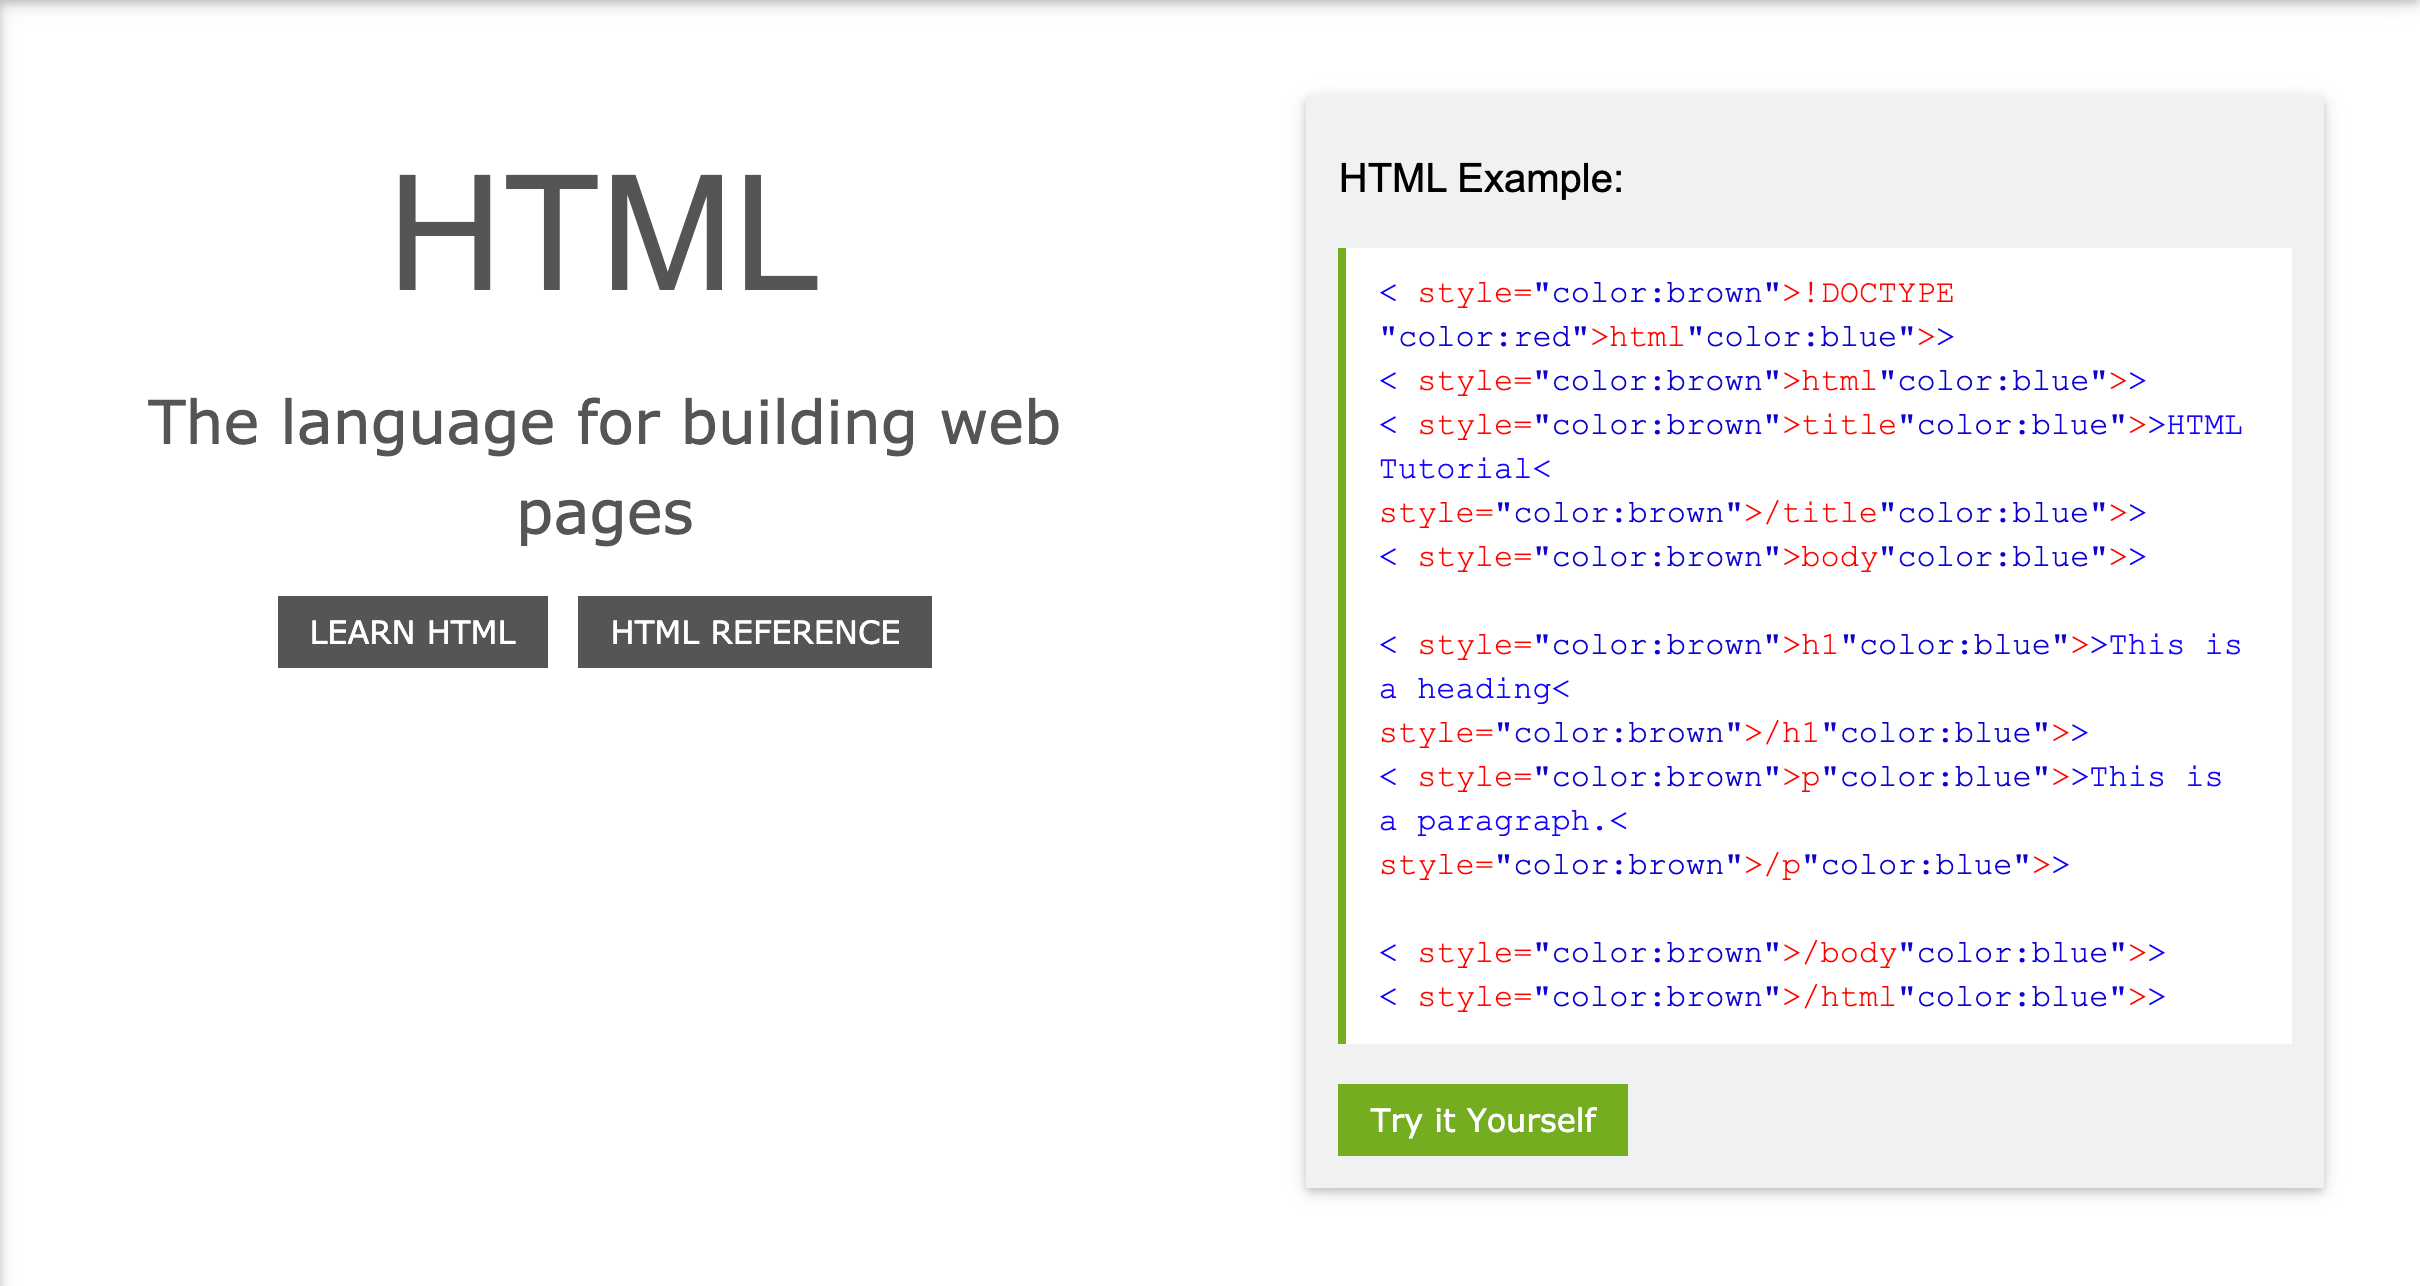 HTML
The language for building web
pages
LEARN HTML
HTML REFERENCE
HTML Example:
< style="color:brown">!DOCTYPE
"color:red">html"color:blue">>
< style="color:brown">html"color:blue">>
< style="color:brown">title"color:blue">>HTML
Tutorial<
style="color:brown">/title"color:blue">>
< style="color:brown">body"color:blue">>
< style="color:brown">h1"color:blue">>This is
a heading<
style="color:brown">/h1"color:blue">>
< style="color:brown">p"color:blue">>This is
a paragraph.<
style="color:brown">/p"color:blue">>
< style="color:brown">/body"color:blue">>
< style="color:brown">/html"color:blue">>
Try it Yourself